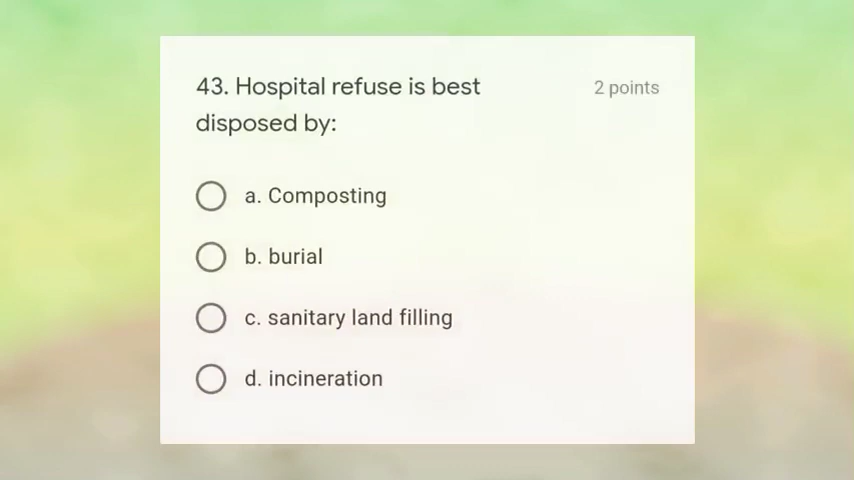 43. Hospital refuse is best
2 points
disposed by:
a. Composting
b. burial
c. sanitary land filling
d. incineration